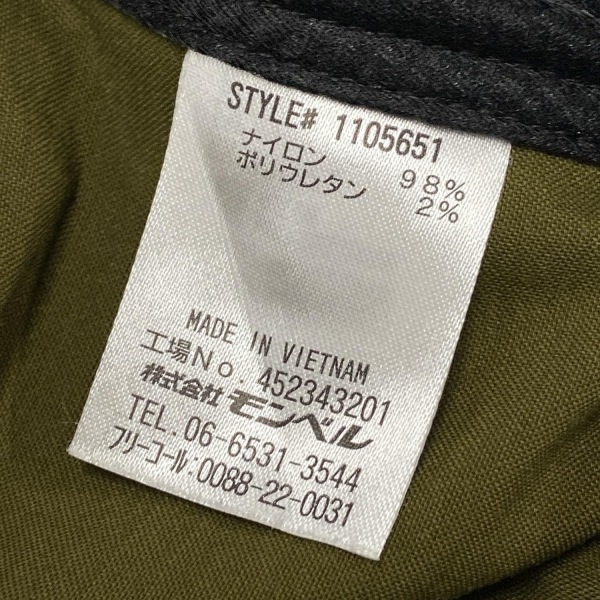 STYLE# 1105651
ナイロン 98%
ポリウレタン 2%
MADE IN VIETNAM
工場No. 452343201
株式会社 モンベル
TEL. 06-6531-3544
フリーコール:0088-22-0031